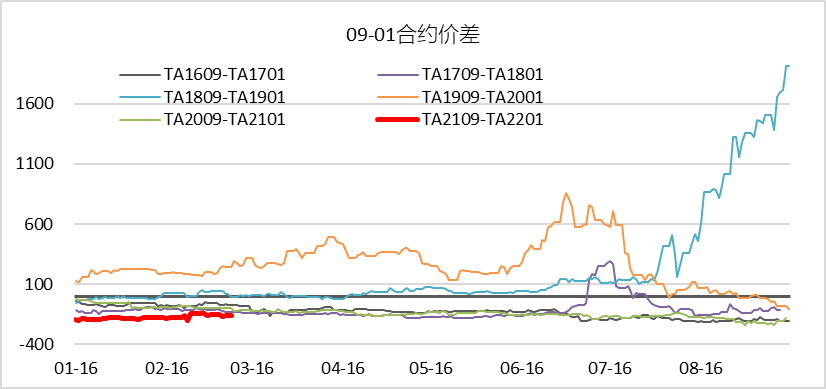 09-01合约价差
TA1609-TA1701
TA1709-TA1801
TA1809-TA1901
TA1909-TA2001
TA2009-TA2101
TA2109-TA2201
1600
1100
600
100
-400
01-16 02-16 03-16 04-16 05-16 06-16 07-16 08-16